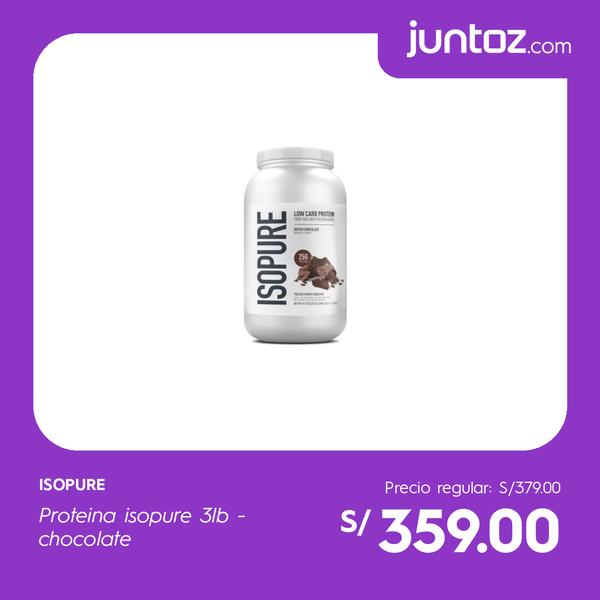 juntoz.com
ISOPURE
LOW CARB PROTEIN
DUTCH CHOCOLATE
25G
ISOPURE
Proteina isopure 3lb -
chocolate
Precio regular: S/379.00
S/ 359.00